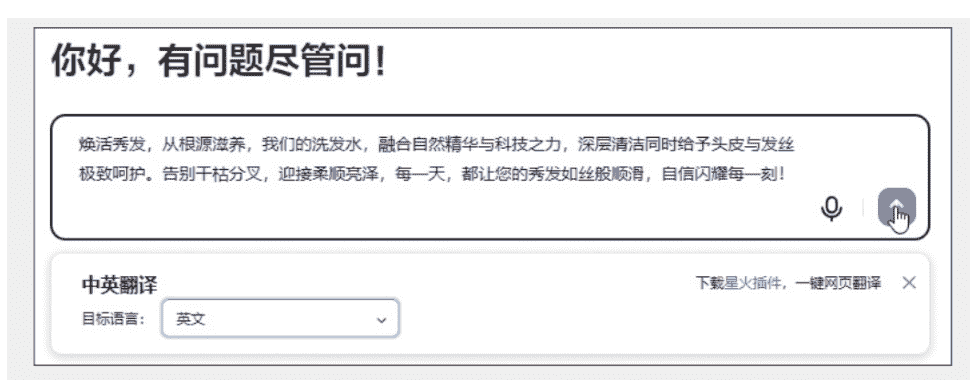 你好，有问题尽管问！
焕活秀发，从根源滋养，我们的洗发水，融合自然精华与科技之力，深层清洁同时给予头皮与发丝
极致呵护。告别干枯分叉，迎接柔顺亮泽，每一天，都让您的秀发如丝般顺滑，自信闪耀每一刻！
中英翻译
下载星火插件，一键网页翻译
目标语言： 英文